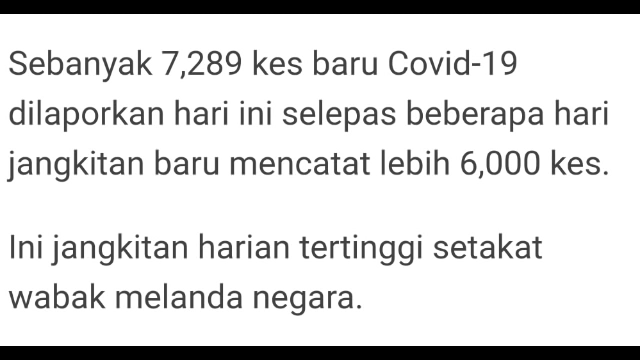 Sebanyak 7,289 kes baru Covid-19
dilaporkan hari ini selepas beberapa hari
jangkitan baru mencatat lebih 6,000 kes.
Ini jangkitan harian tertinggi setakat
wabak melanda negara.